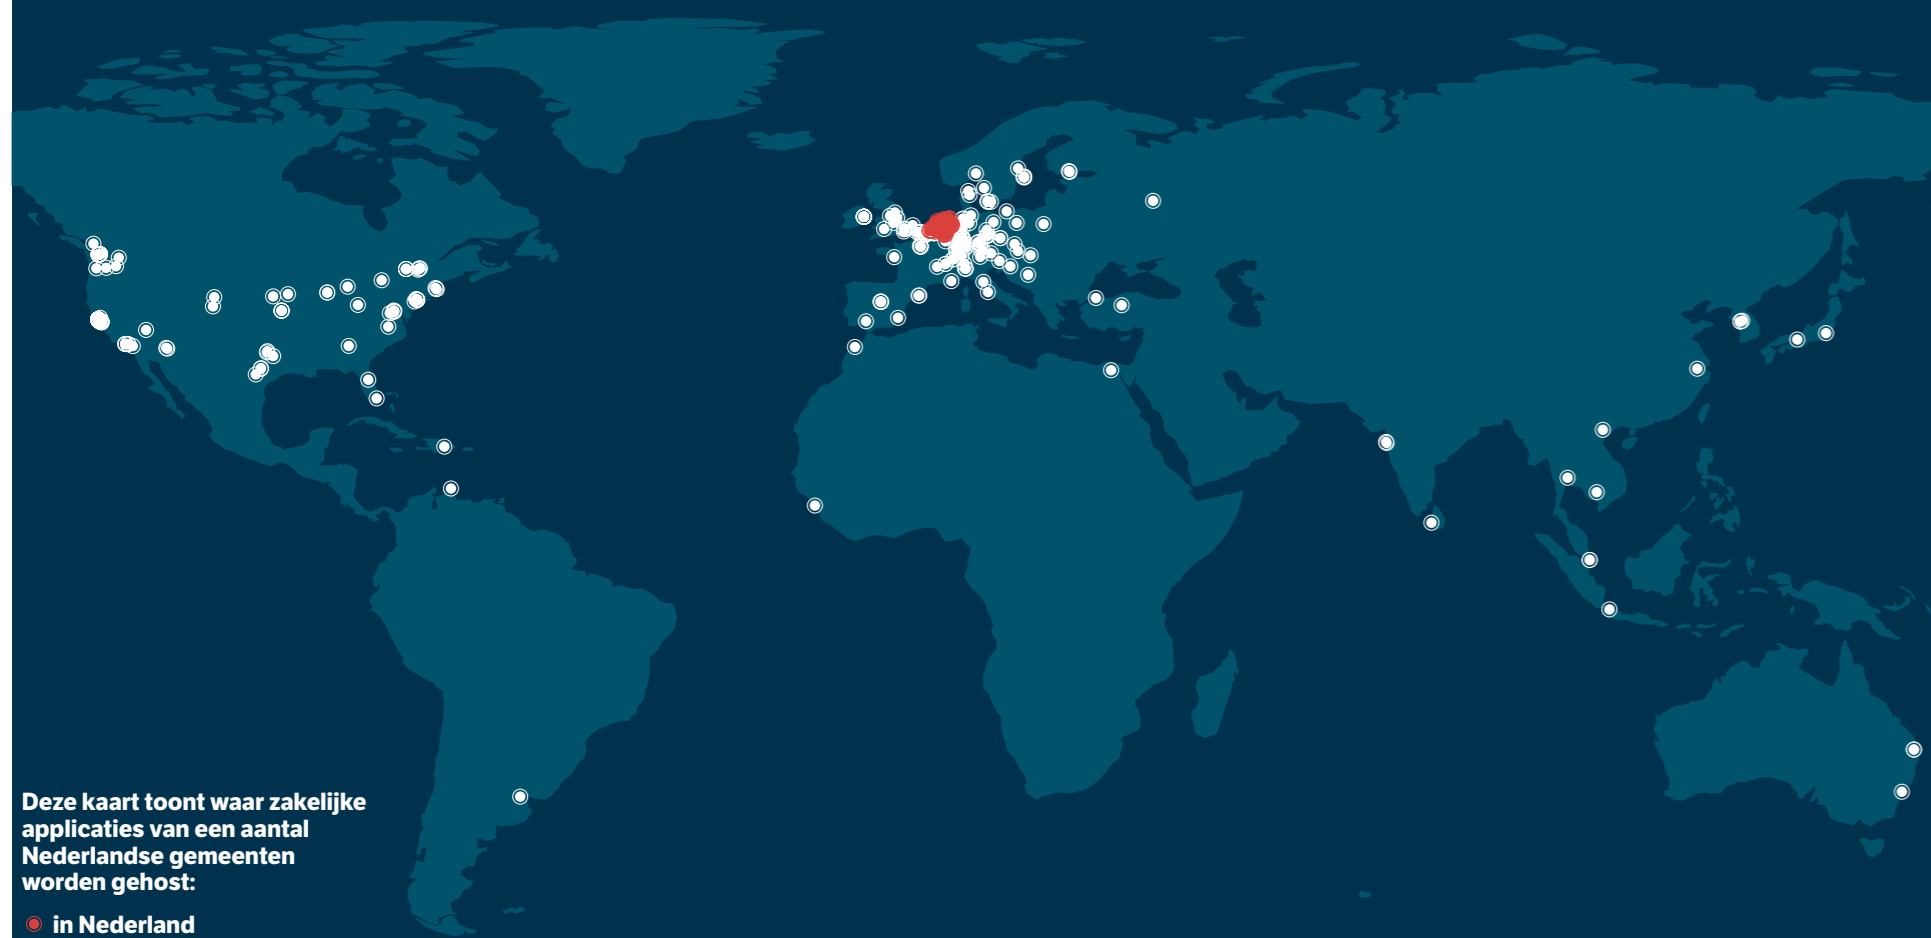 Deze kaart toont waar zakelijke
applicaties van een aantal
Nederlandse gemeenten
worden gehost:
in Nederland